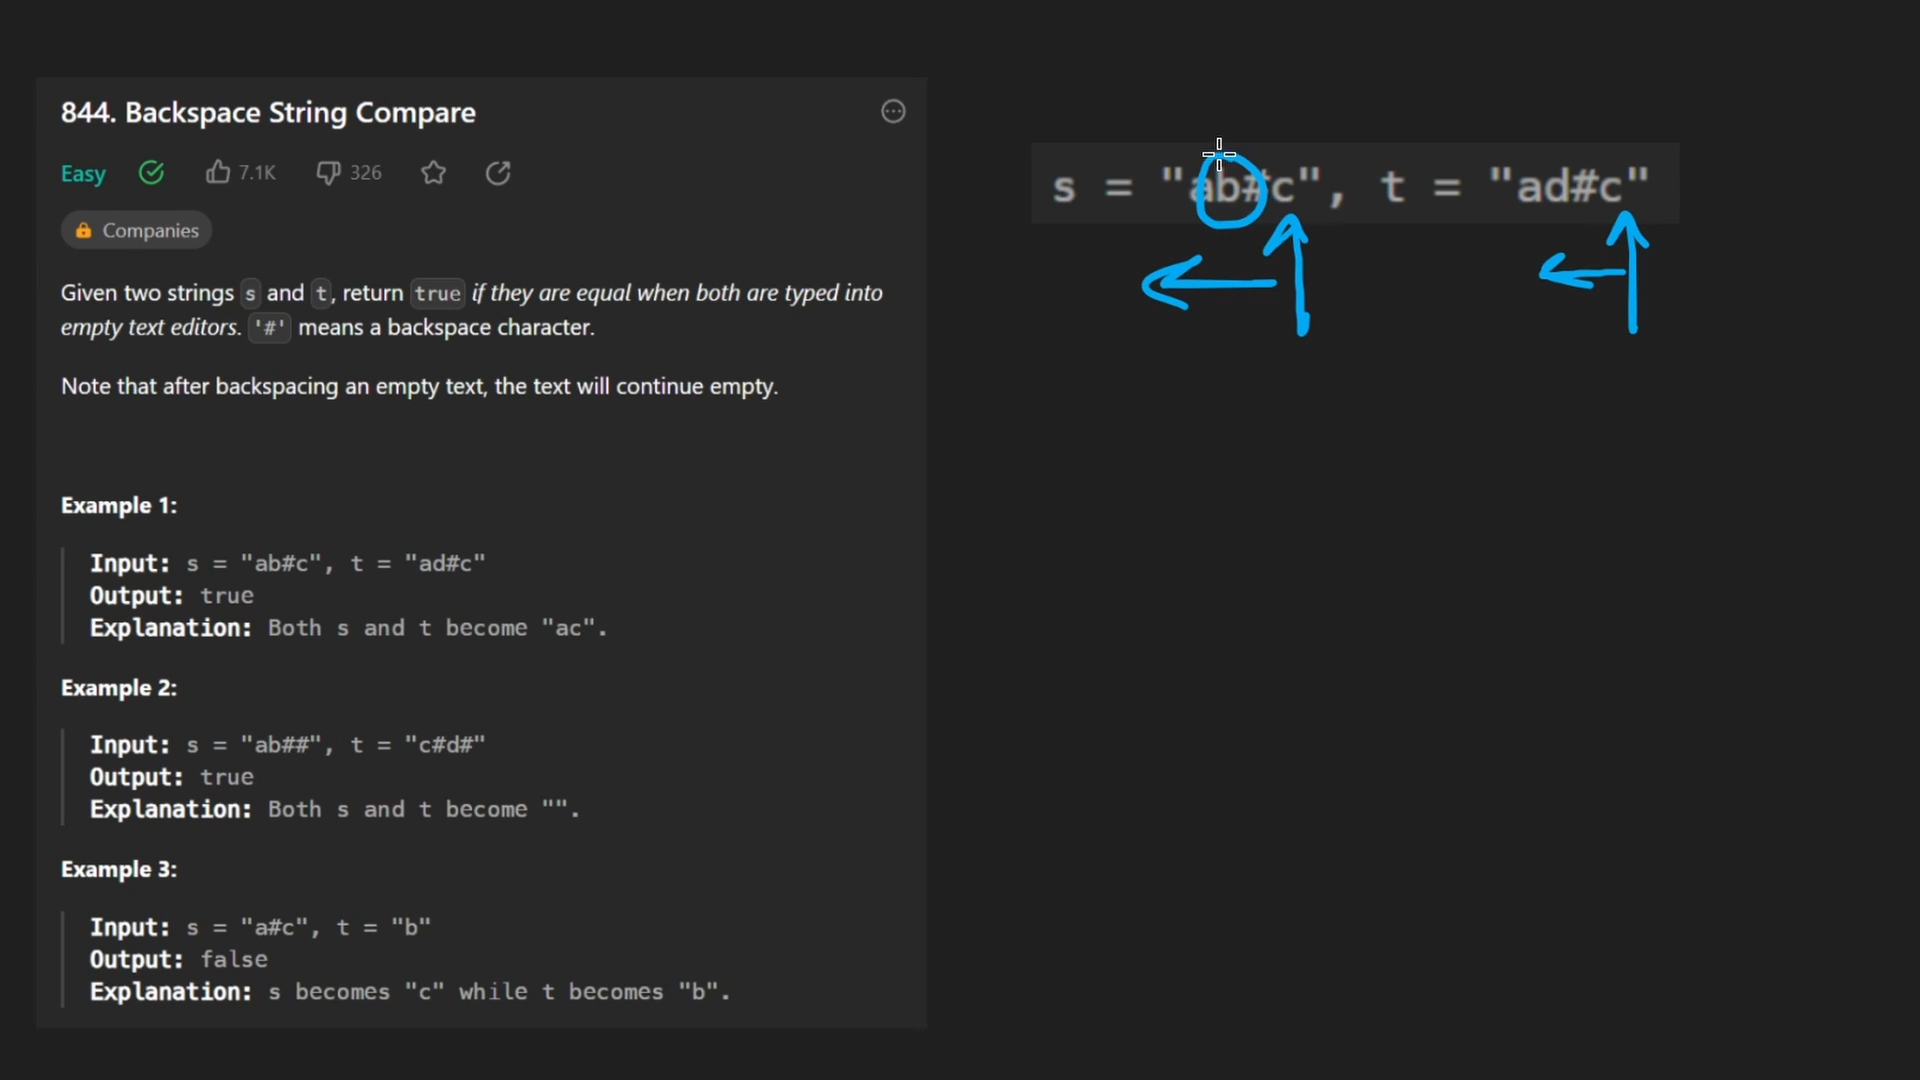 844. Backspace String Compare
Easy 7.1K 326
Companies
Given two strings s and t, return true if they are equal when both are typed into
empty text editors. '#' means a backspace character.
Note that after backspacing an empty text, the text will continue empty.
Example 1:
Input: s = "ab#c", t = "ad#c"
Output: true
Explanation: Both s and t become "ac".
Example 2:
Input: s = "ab##", t = "c#d#"
Output: true
Explanation: Both s and t become "".
Example 3:
Input: s = "a#c", t = "b"
Output: false
Explanation: s becomes "c" while t becomes "b".
s = "ab#c", t = "ad#c"